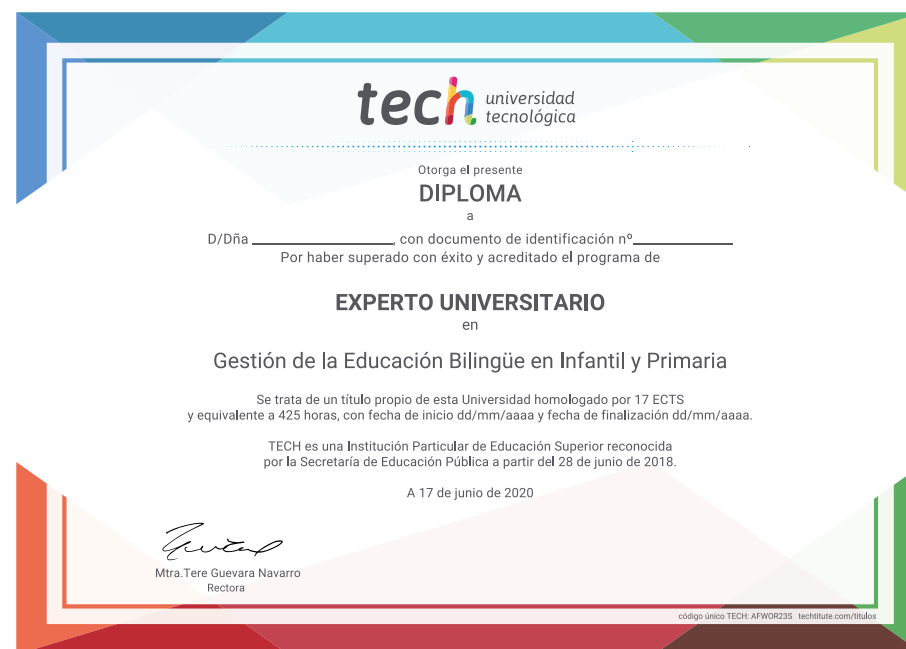 tech universidad
tecnológica
Otorga el presente
DIPLOMA
a
D/Dña ________________, con documento de identificación nº____________
Por haber superado con éxito y acreditado el programa de
EXPERTO UNIVERSITARIO
en
Gestión de la Educación Bilingüe en Infantil y Primaria
Se trata de un título propio de esta Universidad homologado por 17 ECTS
y equivalente a 425 horas, con fecha de inicio dd/mm/aaaa y fecha de finalización dd/mm/aaaa.
TECH es una Institución Particular de Educación Superior reconocida
por la Secretaría de Educación Pública a partir del 28 de junio de 2018.
A 17 de junio de 2020
Mtra.Tere Guevara Navarro
Rectora
código único TECH: AFWOR23S techtitute.com/titulos